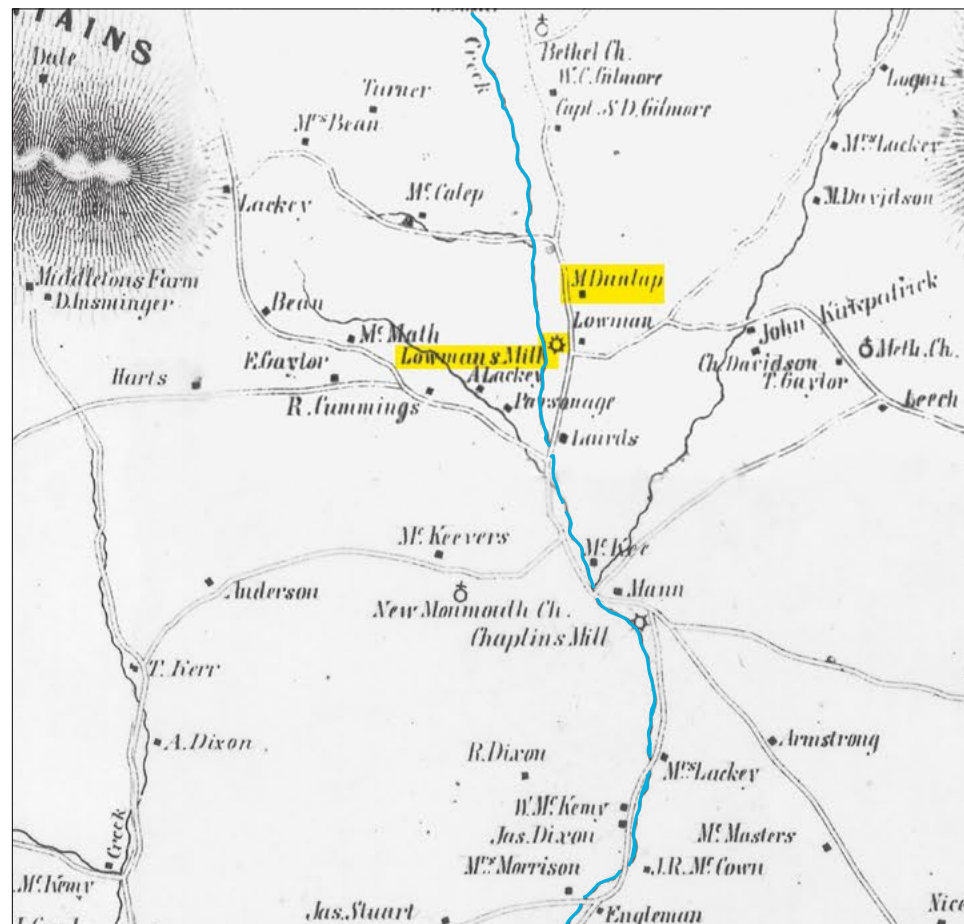 TAINS
Dale
Creek
Bethel Ch.
W.C.Gilmore
Capt. S.D.Gilmore
Logan
Turner
Mrs Bean
Mrs Lackey
Mc Calep
Lackey
M.Davidson
Middletons Farm
D.Insminger
M Dunlap
Bean
Lowman
John Kirkpatrick
Mc Math
Lowman's Mill
Meth. Ch.
Harts
E.Gaylor
A Lackey
Ch.Davidson
T. Gaylor
R.Cummings
Parsonage
Leech
Lairds
Mc Keevers
Mc Kee
Anderson
Mann
New Monmouth Ch.
Chaplins Mill
T. Kerr
A.Dixon
R.Dixon
Armstrong
Mrs Lackey
W.Mc Kemy
Jas.Dixon
Mc Masters
Creek
Mrs Morrison
J.R.Mc Cown
Mc Kemy
Jas.Stuart
Engleman